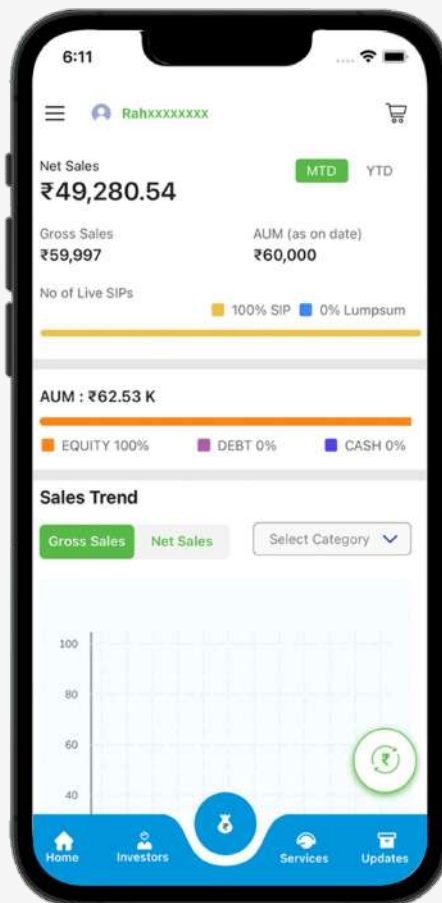 6:11
Rahxxxxxxxx
Net Sales
MTD YTD
₹49,280.54
Gross Sales AUM (as on date)
₹59,997 ₹60,000
No of Live SIPs
100% SIP 0% Lumpsum
AUM : ₹62.53 K
EQUITY 100% DEBT 0% CASH 0%
Sales Trend
Gross Sales Net Sales Select Category
100
80
60
40
Home Investors Services Updates